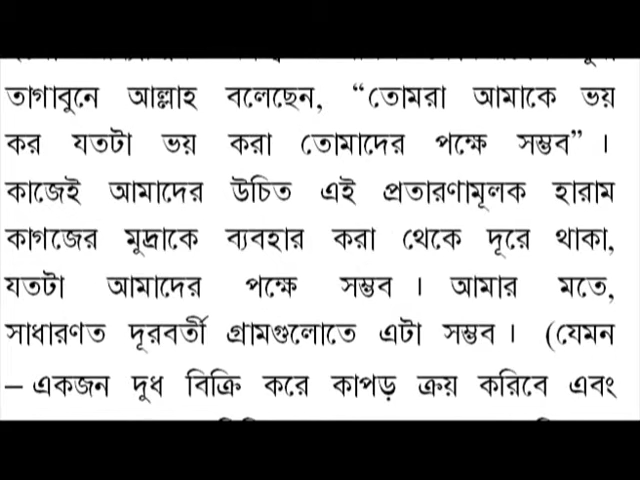 তাগাবুনে আল্লাহ বলেছেন, “তোমরা আমাকে ভয়
কর যতটা ভয় করা তোমাদের পক্ষে সম্ভব” ।
কাজেই আমাদের উচিত এই প্রতারণামূলক হারাম
কাগজের মুদ্রাকে ব্যবহার করা থেকে দূরে থাকা,
যতটা আমাদের পক্ষে সম্ভব । আমার মতে,
সাধারণত দূরবর্তী গ্রামগুলোতে এটা সম্ভব । (যেমন
– একজন দুধ বিক্রি করে কাপড় ক্রয় করিবে এবং